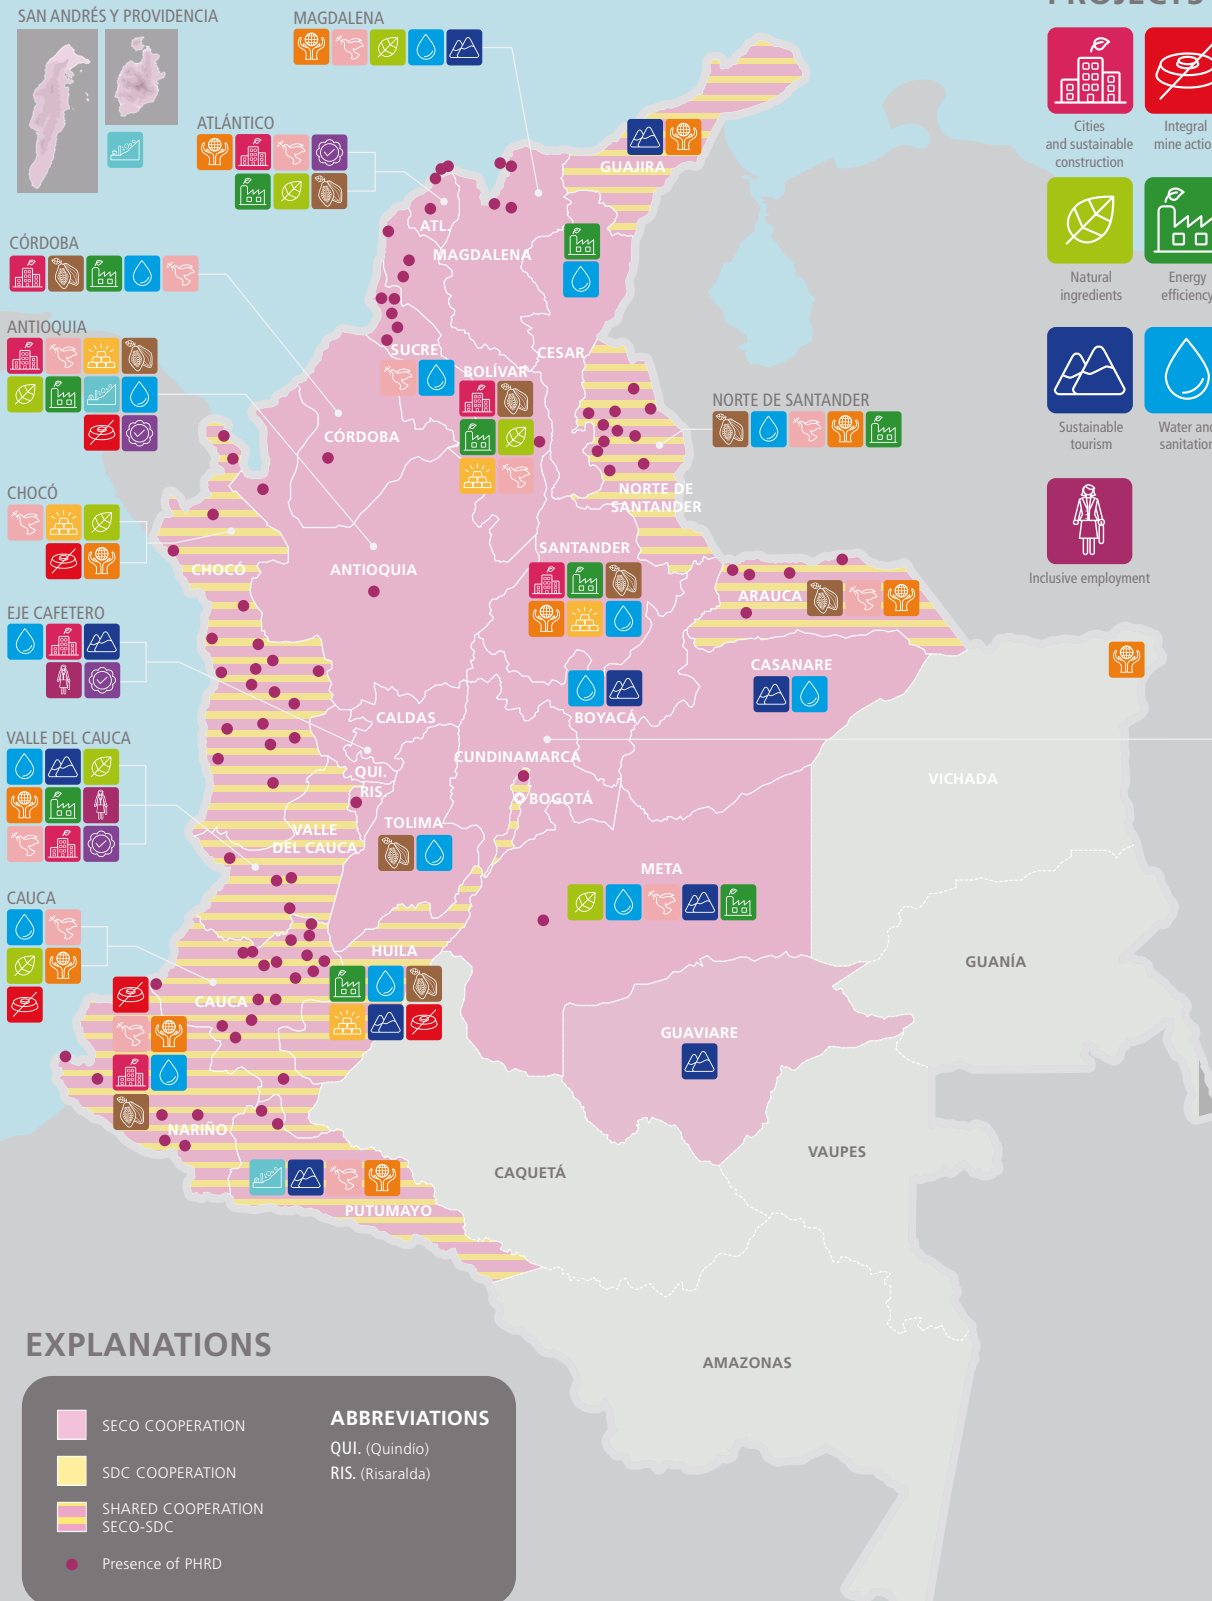 PROJECTS
SAN ANDRÉS Y PROVIDENCIA
MAGDALENA
ATLÁNTICO
CÓRDOBA
ANTIOQUIA
CHOCÓ
EJE CAFETERO
VALLE DEL CAUCA
CAUCA
NORTE DE SANTANDER
Cities
and sustainable
construction
Integral
mine action
Natural
ingredients
Energy
efficiency
Sustainable
tourism
Water and
sanitation
Inclusive employment
GUAJIRA
ATL.
MAGDALENA
CESAR
SUCRE
BOLÍVAR
CÓRDOBA
NORTE DE
SANTANDER
SANTANDER
CHOCÓ
ANTIOQUIA
ARAUCA
CASANARE
BOYACÁ
CALDAS
CUNDINAMARCA
QUI.
RIS.
BOGOTÁ
VICHADA
TOLIMA
VALLE
DEL CAUCA
META
HUILA
GUANÍA
CAUCA
GUAVIARE
NARIÑO
CAQUETÁ
VAUPES
PUTUMAYO
AMAZONAS
EXPLANATIONS
SECO COOPERATION
SDC COOPERATION
SHARED COOPERATION
SECO-SDC
Presence of PHRD
ABBREVIATIONS
QUI. (Quindío)
RIS. (Risaralda)